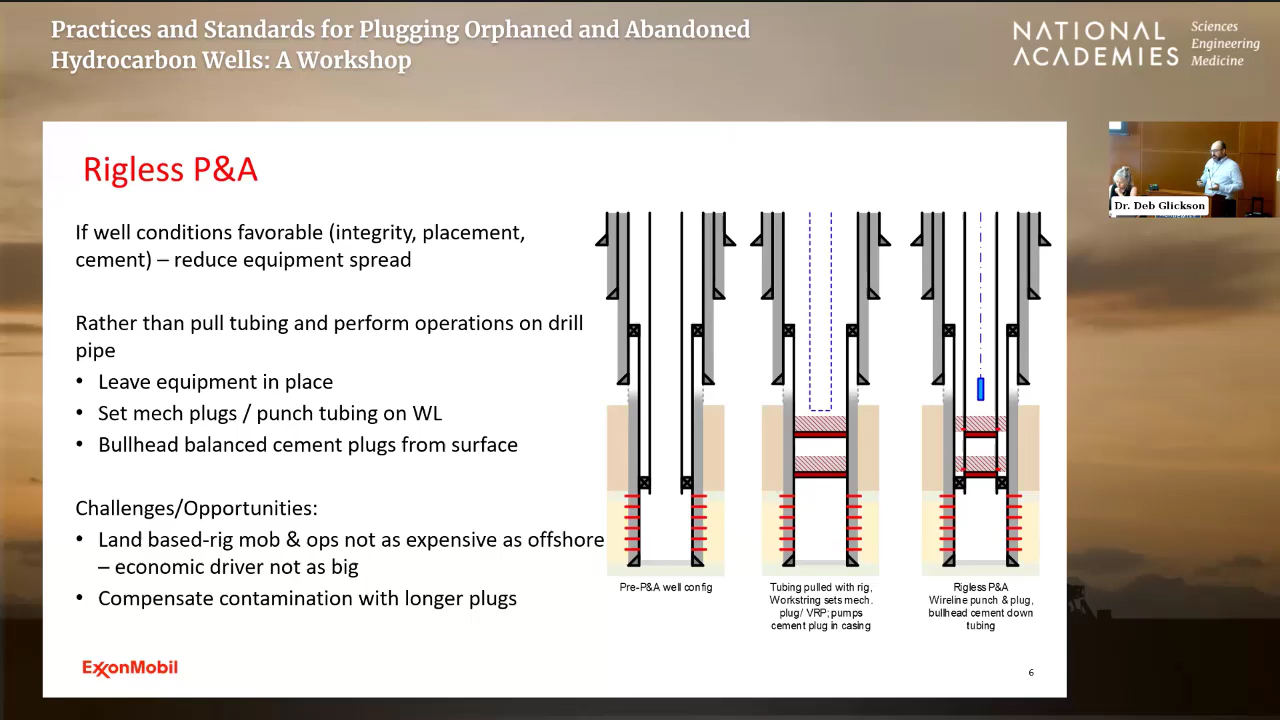 Practices and Standards for Plugging Orphaned and Abandoned
Hydrocarbon Wells: A Workshop
NATIONAL
ACADEMIES
Sciences
Engineering
Medicine
Rigless P&A
If well conditions favorable (integrity, placement,
cement) – reduce equipment spread
Rather than pull tubing and perform operations on drill
pipe
• Leave equipment in place
• Set mech plugs / punch tubing on WL
• Bullhead balanced cement plugs from surface
Challenges/Opportunities:
• Land based-rig mob & ops not as expensive as offshore
– economic driver not as big
• Compensate contamination with longer plugs
Pre-P&A well config
Tubing pulled with rig,
Workstring sets mech.
plug/ VRP; pumps
cement plug in casing
Rigless P&A
Wireline punch & plug,
bullhead cement down
tubing
ExxonMobil
6
Dr. Deb Glickson